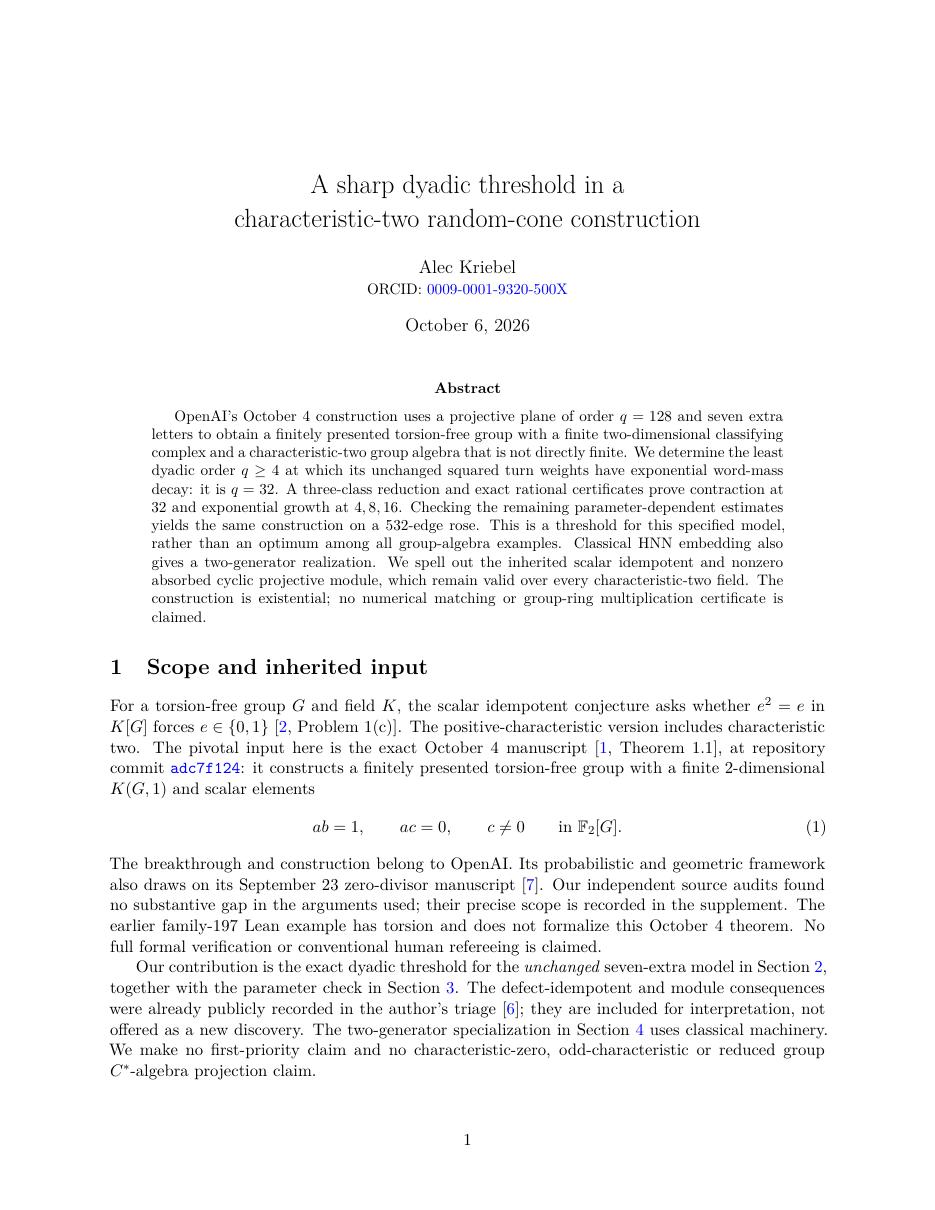 A sharp dyadic threshold in a
characteristic-two random-cone construction
Alec Kriebel
ORCID: 0009-0001-9320-500X
October 6, 2026
Abstract
OpenAI's October 4 construction uses a projective plane of order q = 128 and seven extra
letters to obtain a finitely presented torsion-free group with a finite two-dimensional classifying
complex and a characteristic-two group algebra that is not directly finite. We determine the least
dyadic order q ≥ 4 at which its unchanged squared turn weights have exponential word-mass
decay: it is q = 32. A three-class reduction and exact rational certificates prove contraction at
32 and exponential growth at 4, 8, 16. Checking the remaining parameter-dependent estimates
yields the same construction on a 532-edge rose. This is a threshold for this specified model,
rather than an optimum among all group-algebra examples. Classical HNN embedding also
gives a two-generator realization. We spell out the inherited scalar idempotent and nonzero
absorbed cyclic projective module, which remain valid over every characteristic-two field. The
construction is existential; no numerical matching or group-ring multiplication certificate is
claimed.
1 Scope and inherited input
For a torsion-free group G and field K, the scalar idempotent conjecture asks whether e² = e in
K[G] forces e ∈ {0, 1} [2, Problem 1(c)]. The positive-characteristic version includes characteristic
two. The pivotal input here is the exact October 4 manuscript [1, Theorem 1.1], at repository
commit adc7f124: it constructs a finitely presented torsion-free group with a finite 2-dimensional
K(G, 1) and scalar elements
ab = 1, ac = 0, c ≠ 0 in 𝔽₂[G]. (1)
The breakthrough and construction belong to OpenAI. Its probabilistic and geometric framework
also draws on its September 23 zero-divisor manuscript [7]. Our independent source audits found
no substantive gap in the arguments used; their precise scope is recorded in the supplement. The
earlier family-197 Lean example has torsion and does not formalize this October 4 theorem. No
full formal verification or conventional human refereeing is claimed.
Our contribution is the exact dyadic threshold for the unchanged seven-extra model in Section 2,
together with the parameter check in Section 3. The defect-idempotent and module consequences
were already publicly recorded in the author's triage [6]; they are included for interpretation, not
offered as a new discovery. The two-generator specialization in Section 4 uses classical machinery.
We make no first-priority claim and no characteristic-zero, odd-characteristic or reduced group
C*-algebra projection claim.
1